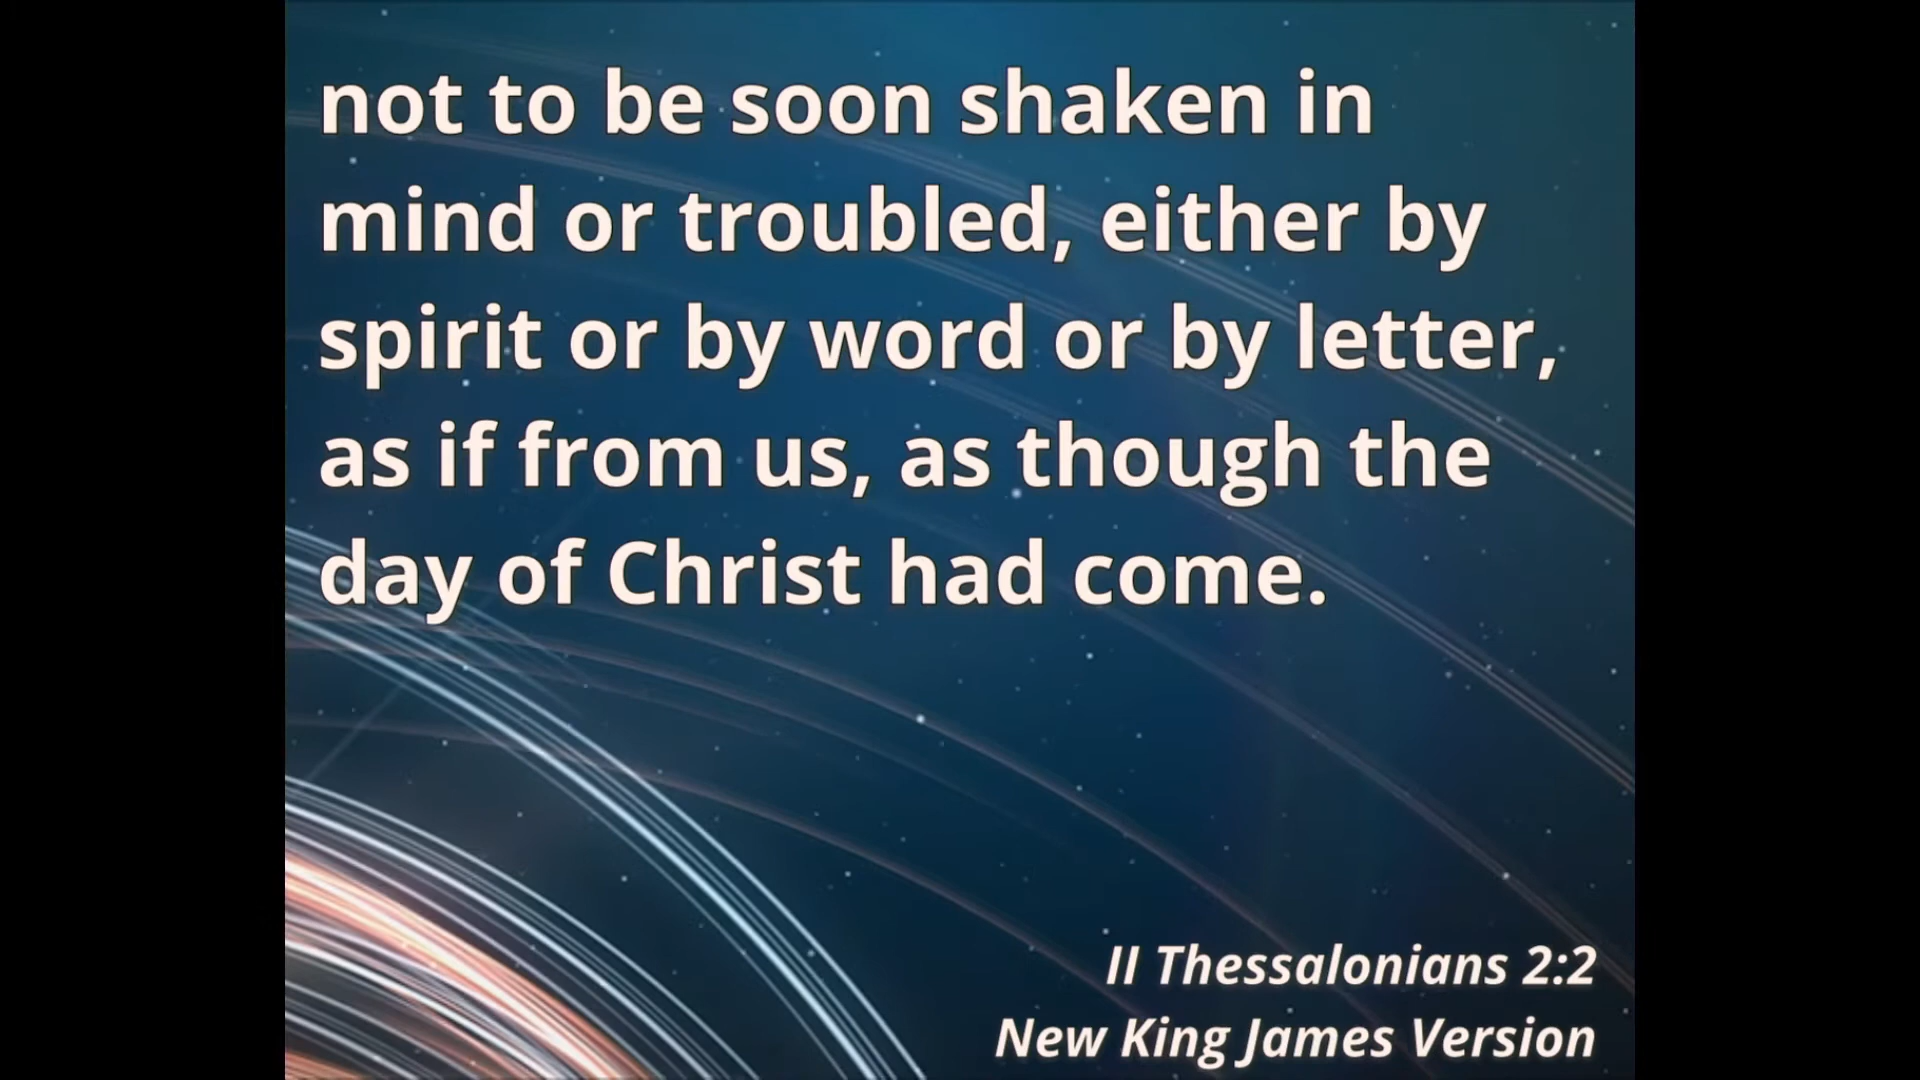 not to be soon shaken in
mind or troubled, either by
spirit or by word or by letter,
as if from us, as though the
day of Christ had come.
II Thessalonians 2:2
New King James Version